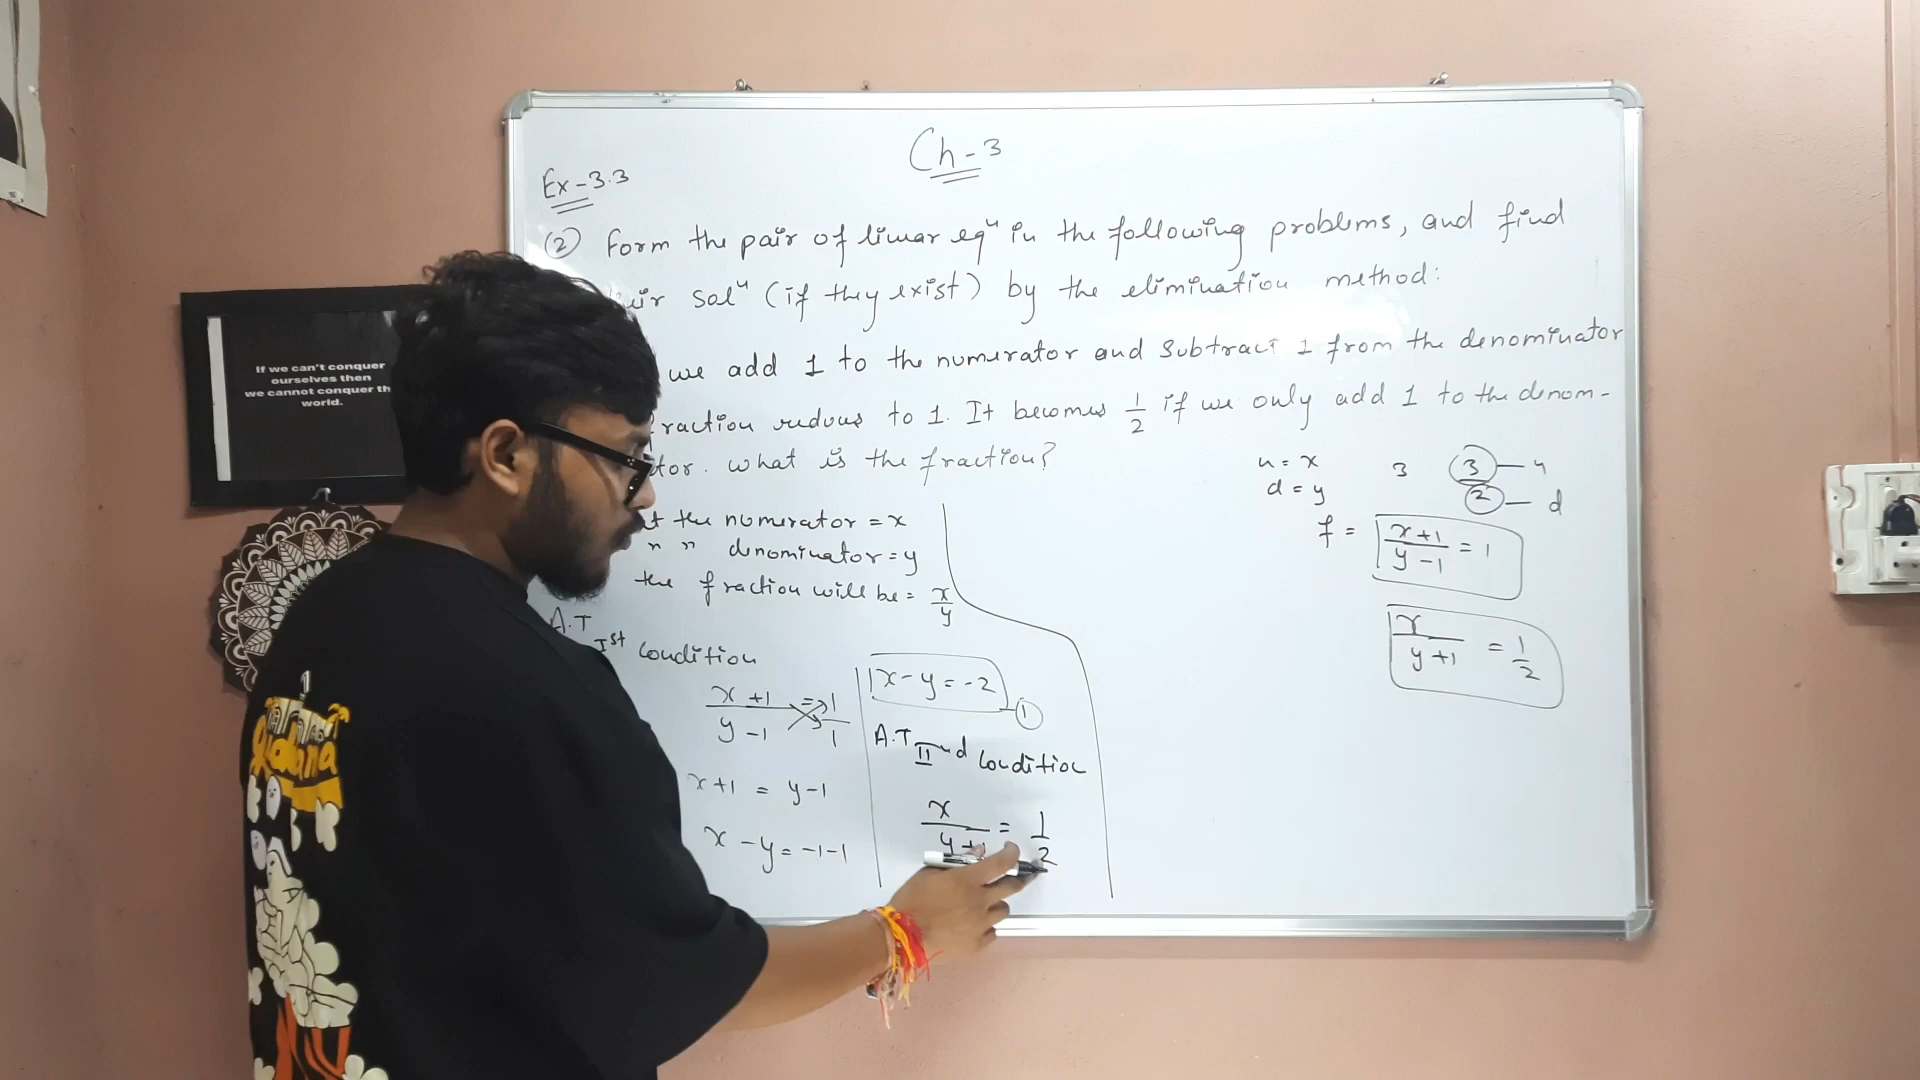 Ch-3
Ex-3.3
② Form the pair of linear eqⁿ in the following problems, and find
solⁿ (if they exist) by the elimination method:
we add 1 to the numerator and subtract 1 from the denominator
raction reduces to 1. It becomes 1/2 if we only add 1 to the denom-
tor. what is the fraction?
the numerator = x
" " denominator = y
the fraction will be = x/y
A.T
Ist Condition
x+1/y-1 = 1/1
x+1 = y-1
x-y = -1-1
x-y = -2
①
A.T IInd Condition
x/y+1 = 1/2
n = x
d = y
3
3 — n
2 — d
f = x+1/y-1 = 1
x/y+1 = 1/2
If we can't conquer
ourselves then
we cannot conquer th
world.